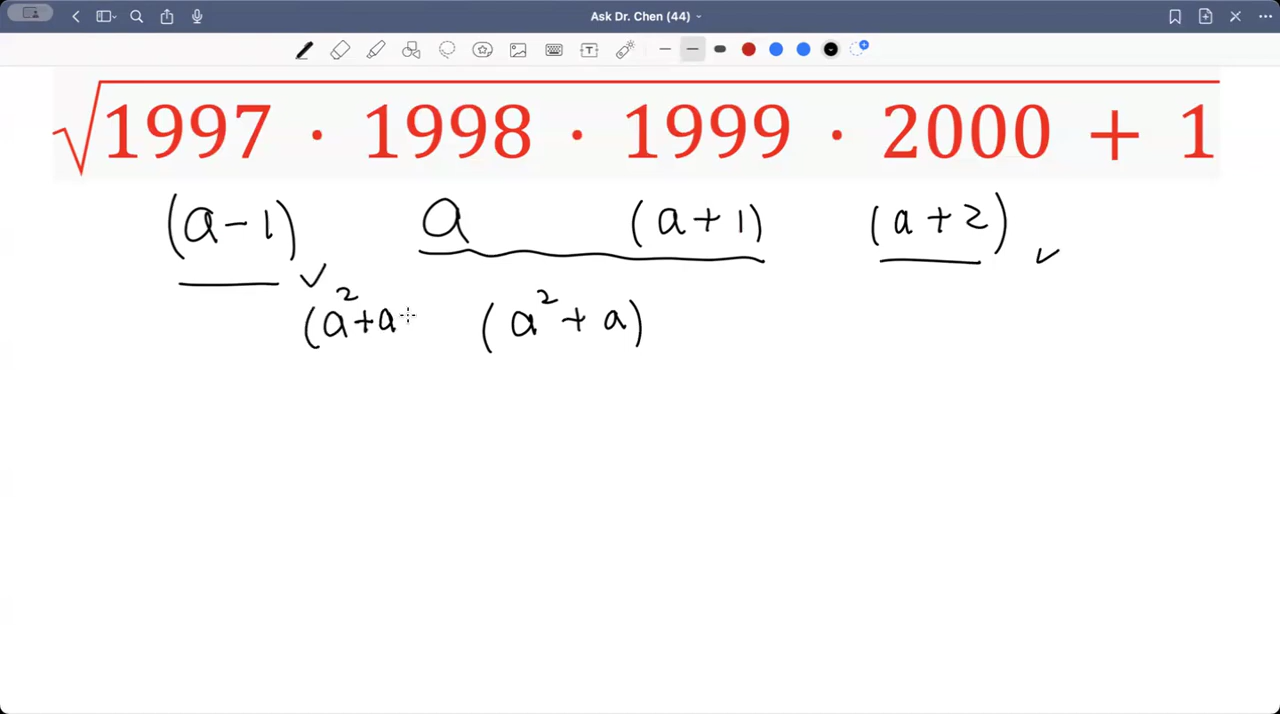 Ask Dr. Chen (44)
√1997 · 1998 · 1999 · 2000 + 1
(a-1) a (a+1) (a+2)
(a²+a (a²+a)